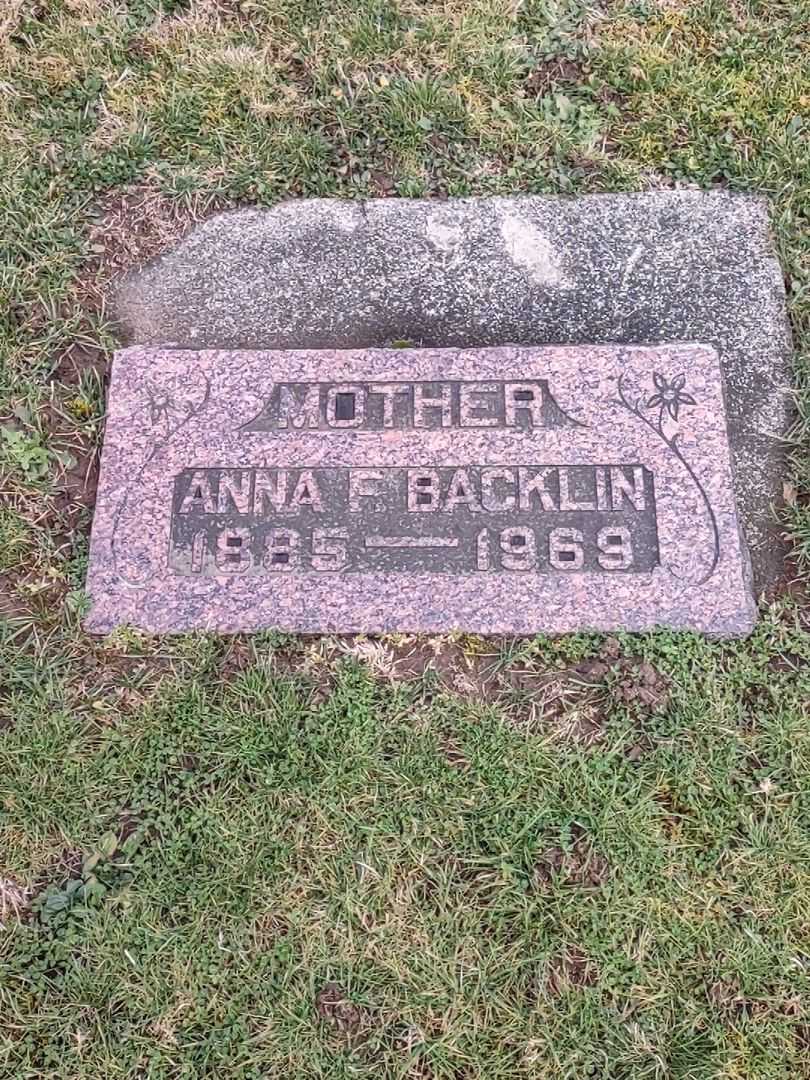 MOTHER
ANNA F. BACKLIN
1885 — 1969